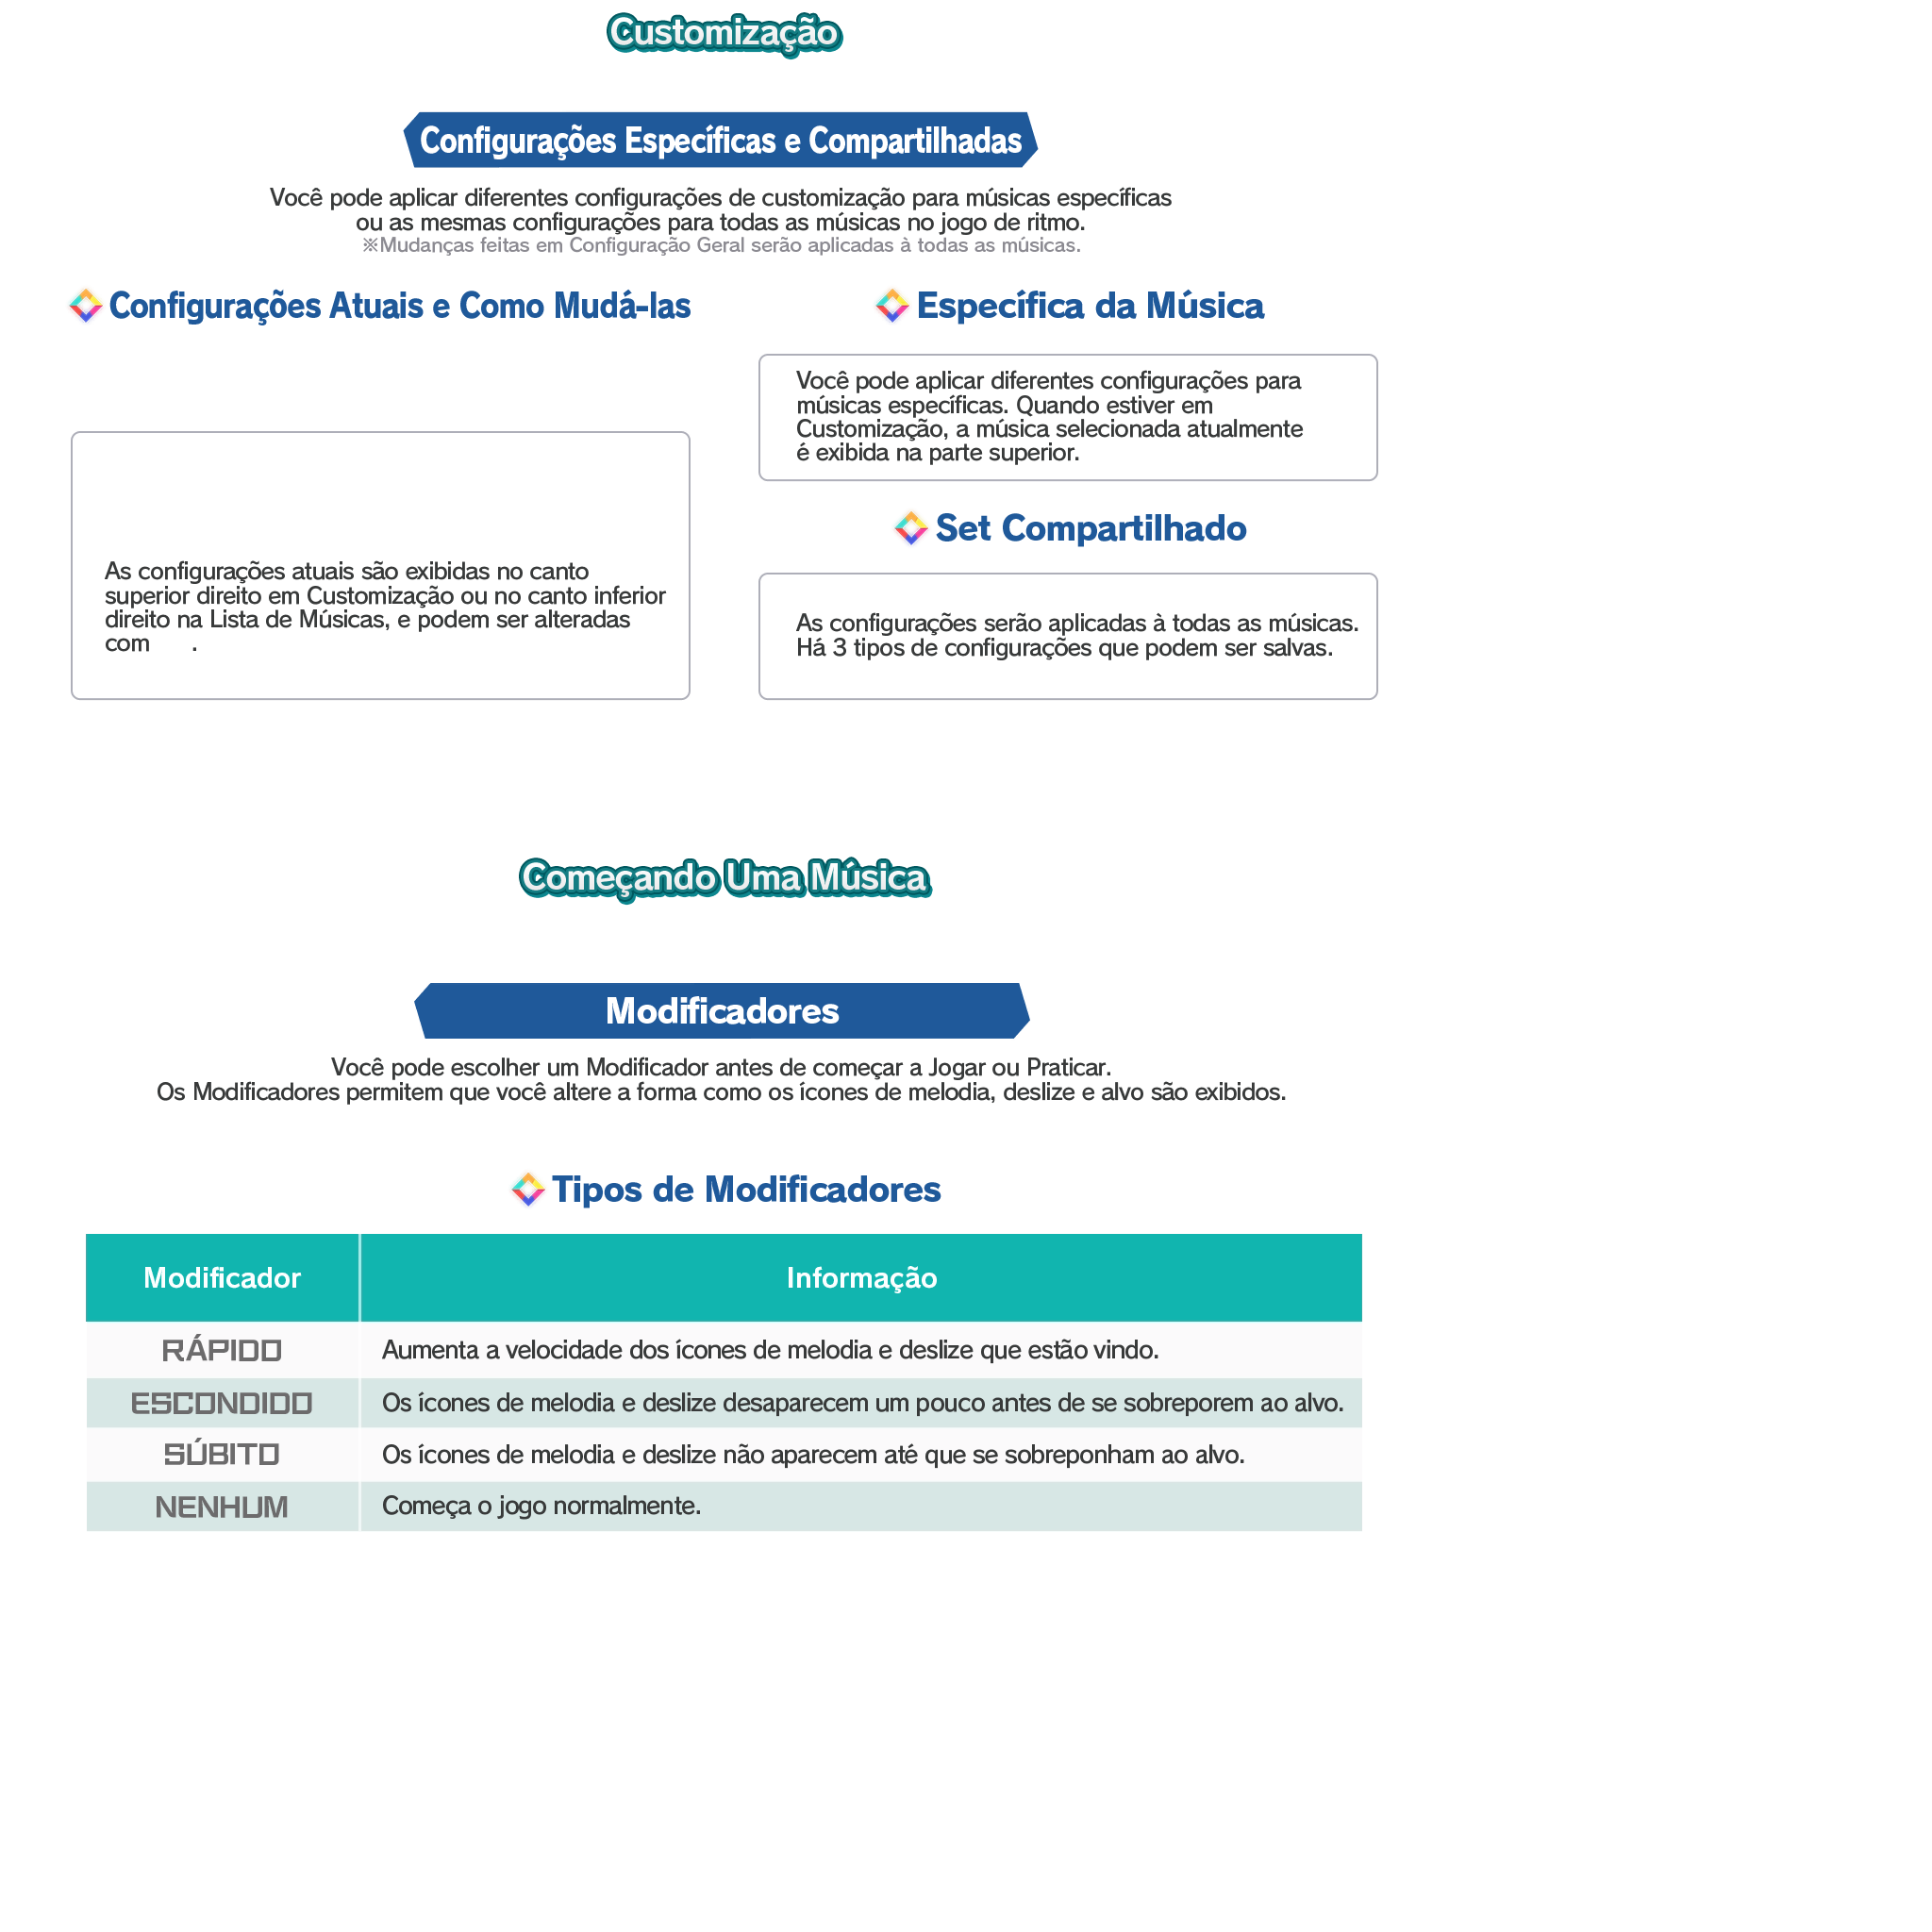 Customização
Configurações Específicas e Compartilhadas
Você pode aplicar diferentes configurações de customização para músicas específicas
ou as mesmas configurações para todas as músicas no jogo de ritmo.
※Mudanças feitas em Configuração Geral serão aplicadas à todas as músicas.
Configurações Atuais e Como Mudá-las
As configurações atuais são exibidas no canto
superior direito em Customização ou no canto inferior
direito na Lista de Músicas, e podem ser alteradas
com .
Específica da Música
Você pode aplicar diferentes configurações para
músicas específicas. Quando estiver em
Customização, a música selecionada atualmente
é exibida na parte superior.
Set Compartilhado
As configurações serão aplicadas à todas as músicas.
Há 3 tipos de configurações que podem ser salvas.
Começando Uma Música
Modificadores
Você pode escolher um Modificador antes de começar a Jogar ou Praticar.
Os Modificadores permitem que você altere a forma como os ícones de melodia, deslize e alvo são exibidos.
Tipos de Modificadores
Modificador Informação
RÁPIDO Aumenta a velocidade dos ícones de melodia e deslize que estão vindo.
ESCONDIDO Os ícones de melodia e deslize desaparecem um pouco antes de se sobreporem ao alvo.
SÚBITO Os ícones de melodia e deslize não aparecem até que se sobreponham ao alvo.
NENHUM Começa o jogo normalmente.